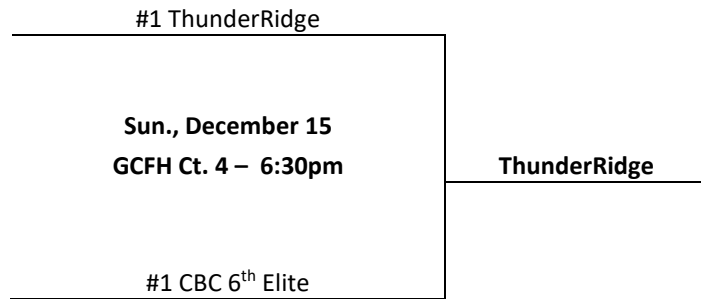 #1 ThunderRidge
Sun., December 15
GCFH Ct. 4 – 6:30pm
ThunderRidge
#1 CBC 6th Elite